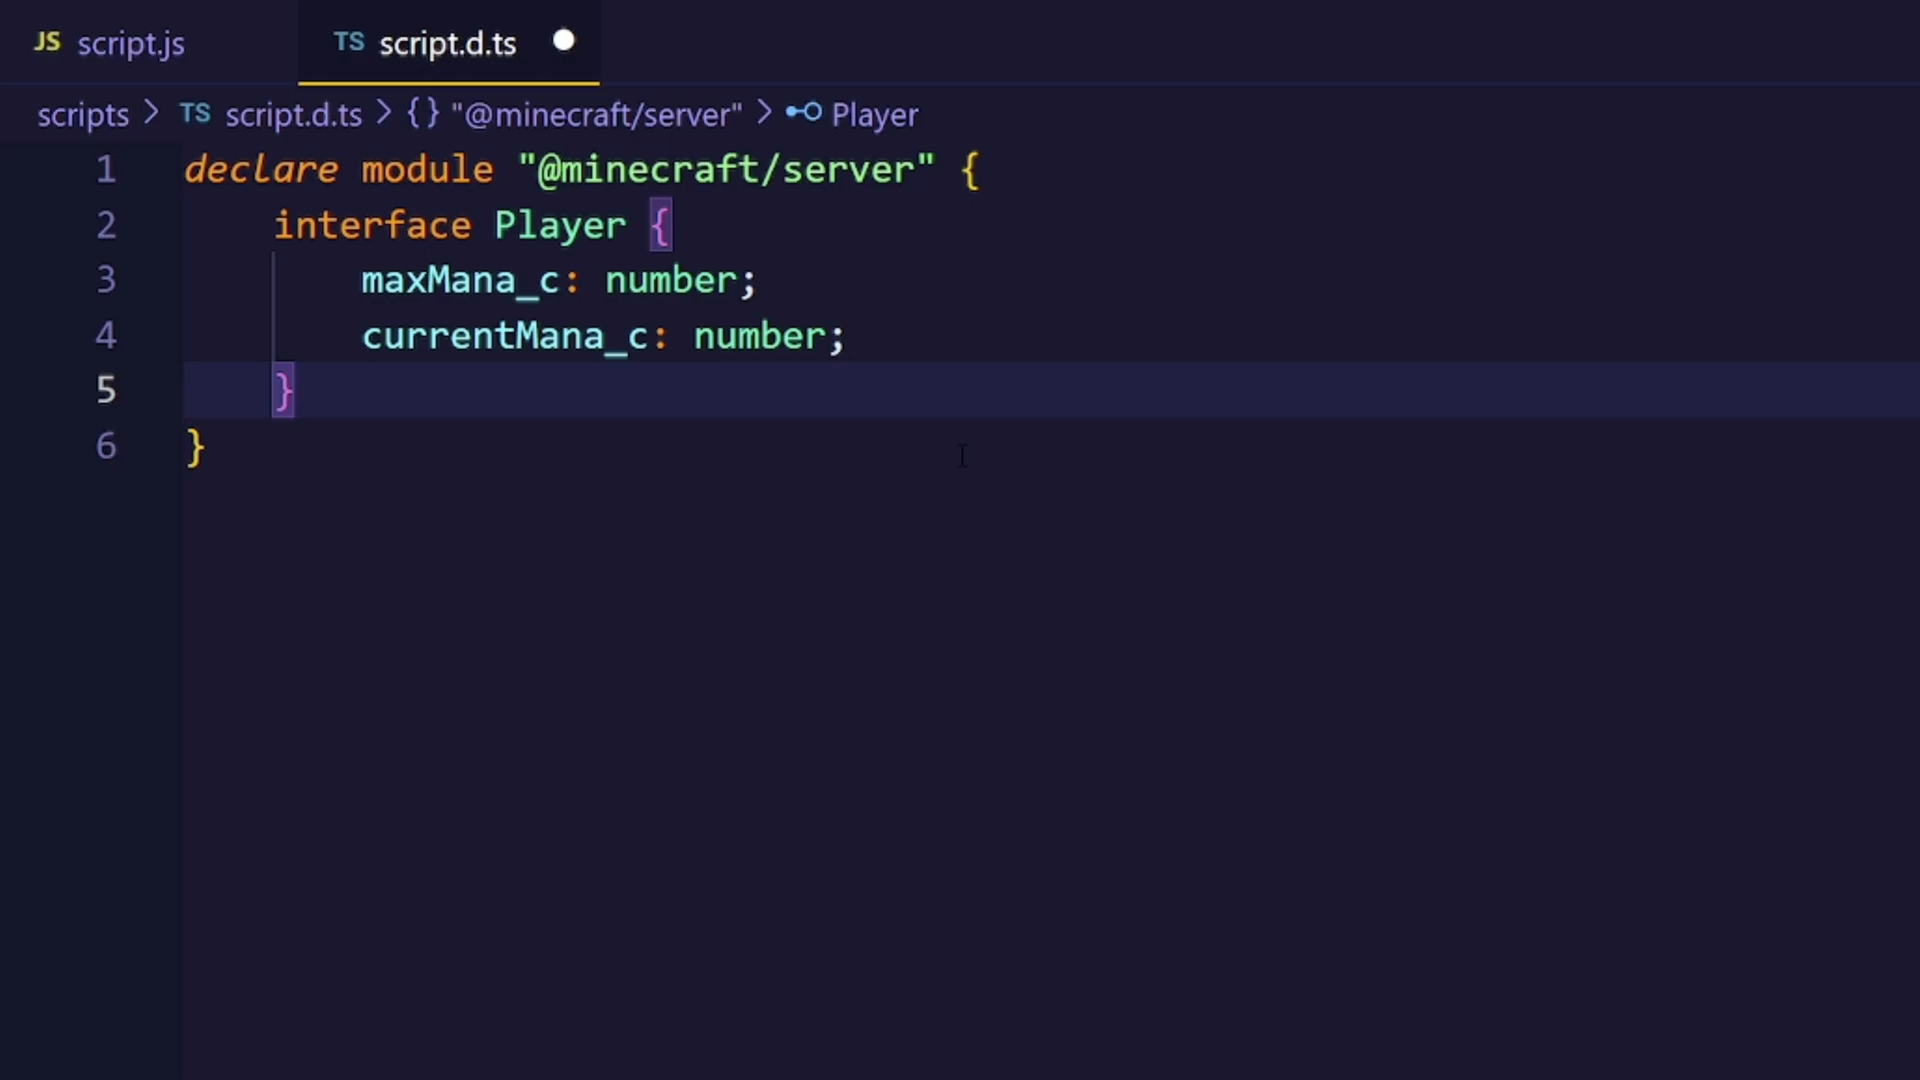 JS script.js TS script.d.ts
scripts > TS script.d.ts > {} "@minecraft/server" > Player
1 declare module "@minecraft/server" {
2     interface Player {
3         maxMana_c: number;
4         currentMana_c: number;
5     }
6 }